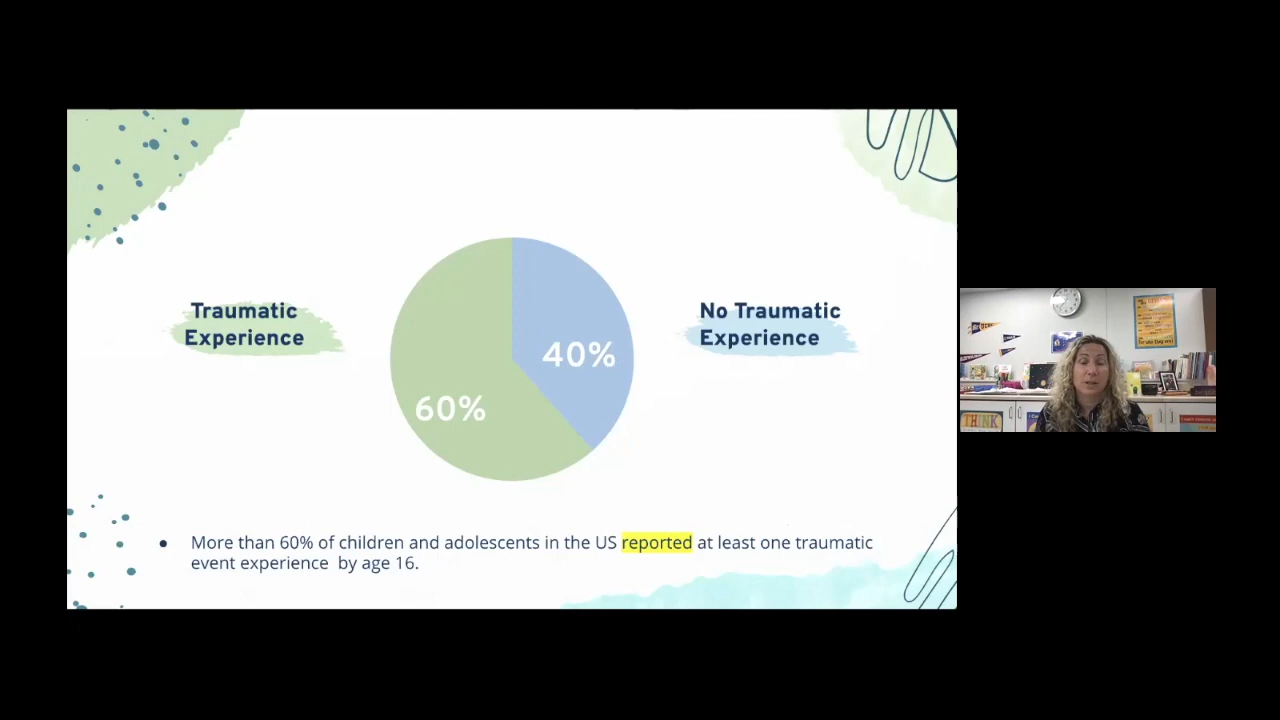 Traumatic
Experience
No Traumatic
Experience
40%
60%
● More than 60% of children and adolescents in the US reported at least one traumatic
event experience by age 16.
THINK